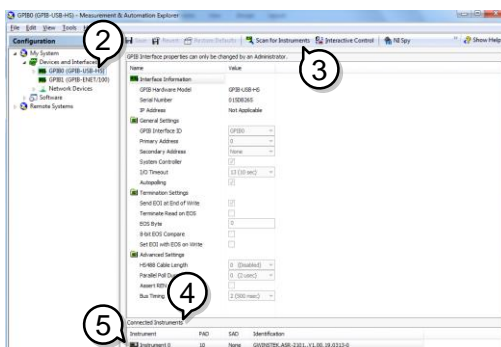 GPIB0 (GPIB-USB-HS) - Measurement & Automation Explorer
File Edit View Tools
Configuration
2
Save Revert Restore Defaults Scan for Instruments Interactive Control NI Spy Show Help
3
My System
Devices and Interfaces
GPIB0 (GPIB-USB-HS)
GPIB1 (GPIB-ENET/100)
Network Devices
Software
Remote Systems
GPIB Interface properties can only be changed by an Administrator.
Name Value
Interface Information
GPIB Hardware Model GPIB-USB-HS
Serial Number
IP Address Not Applicable
General Settings
GPIB Interface ID GPIB0
Primary Address 0
Secondary Address None
System Controller
I/O Timeout 13 (10 sec)
Autopolling
Termination Settings
Send EOI at End of Write
Terminate Read on EOS
EOS Byte 0
8-bit EOS Compare
Set EOI with EOS on Write
Advanced Settings
HS488 Cable Length 0 (Disabled)
Parallel Poll 0 (2 usec)
Assert REN
Bus Timing 2 (500 nsec)
4
Connected Instruments
5
Instrument PAD SAD Identification
Instrument 0 10 None